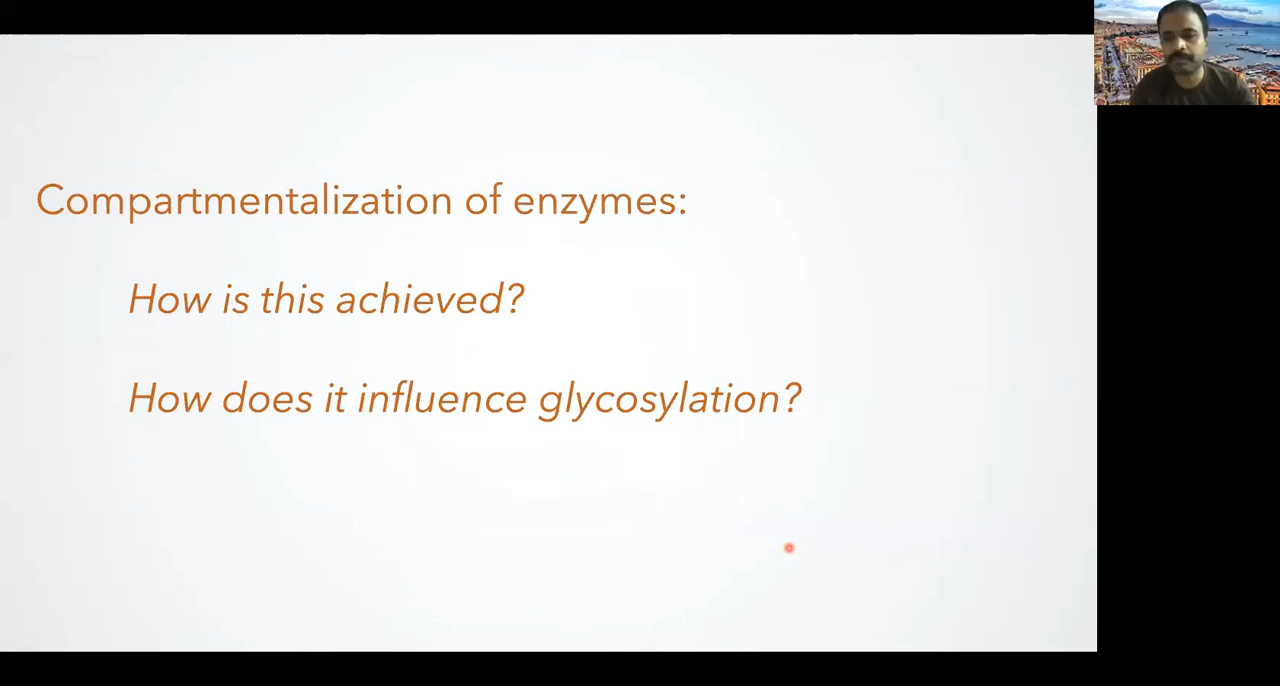 Compartmentalization of enzymes:
How is this achieved?
How does it influence glycosylation?